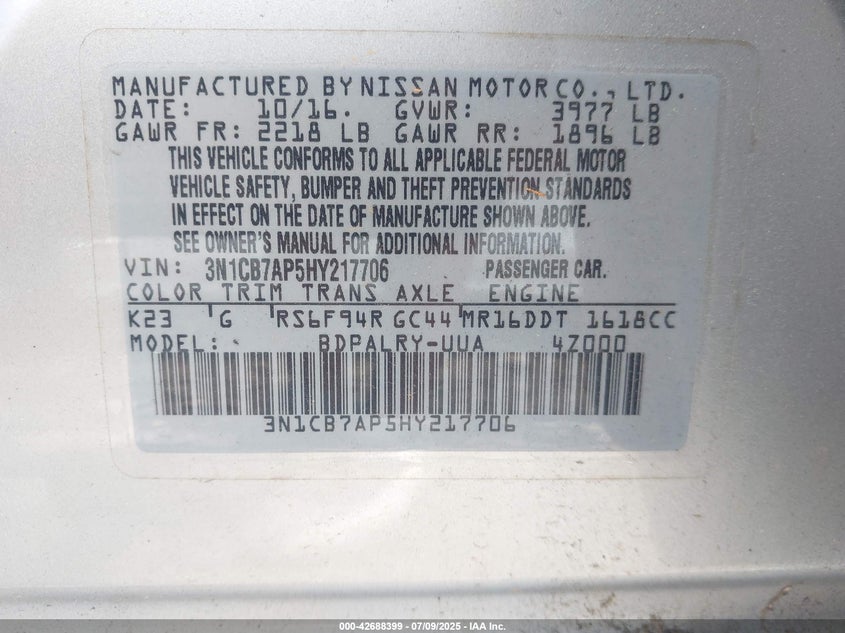 MANUFACTURED BY NISSAN MOTOR CO., LTD.
DATE: 10/16. GVWR: 3977 LB
GAWR FR: 2218 LB GAWR RR: 1896 LB
THIS VEHICLE CONFORMS TO ALL APPLICABLE FEDERAL MOTOR
VEHICLE SAFETY, BUMPER AND THEFT PREVENTION STANDARDS
IN EFFECT ON THE DATE OF MANUFACTURE SHOWN ABOVE.
SEE OWNER'S MANUAL FOR ADDITIONAL INFORMATION.
VIN: 3N1CB7AP5HY217706 PASSENGER CAR.
COLOR TRIM TRANS AXLE ENGINE
K23 G RS6F94R GC44 MR16DDT 1618CC
MODEL: BDPALRY-UUA 4Z000
3N1CB7AP5HY217706
000-42688399 - 07/09/2025 - IAA Inc.